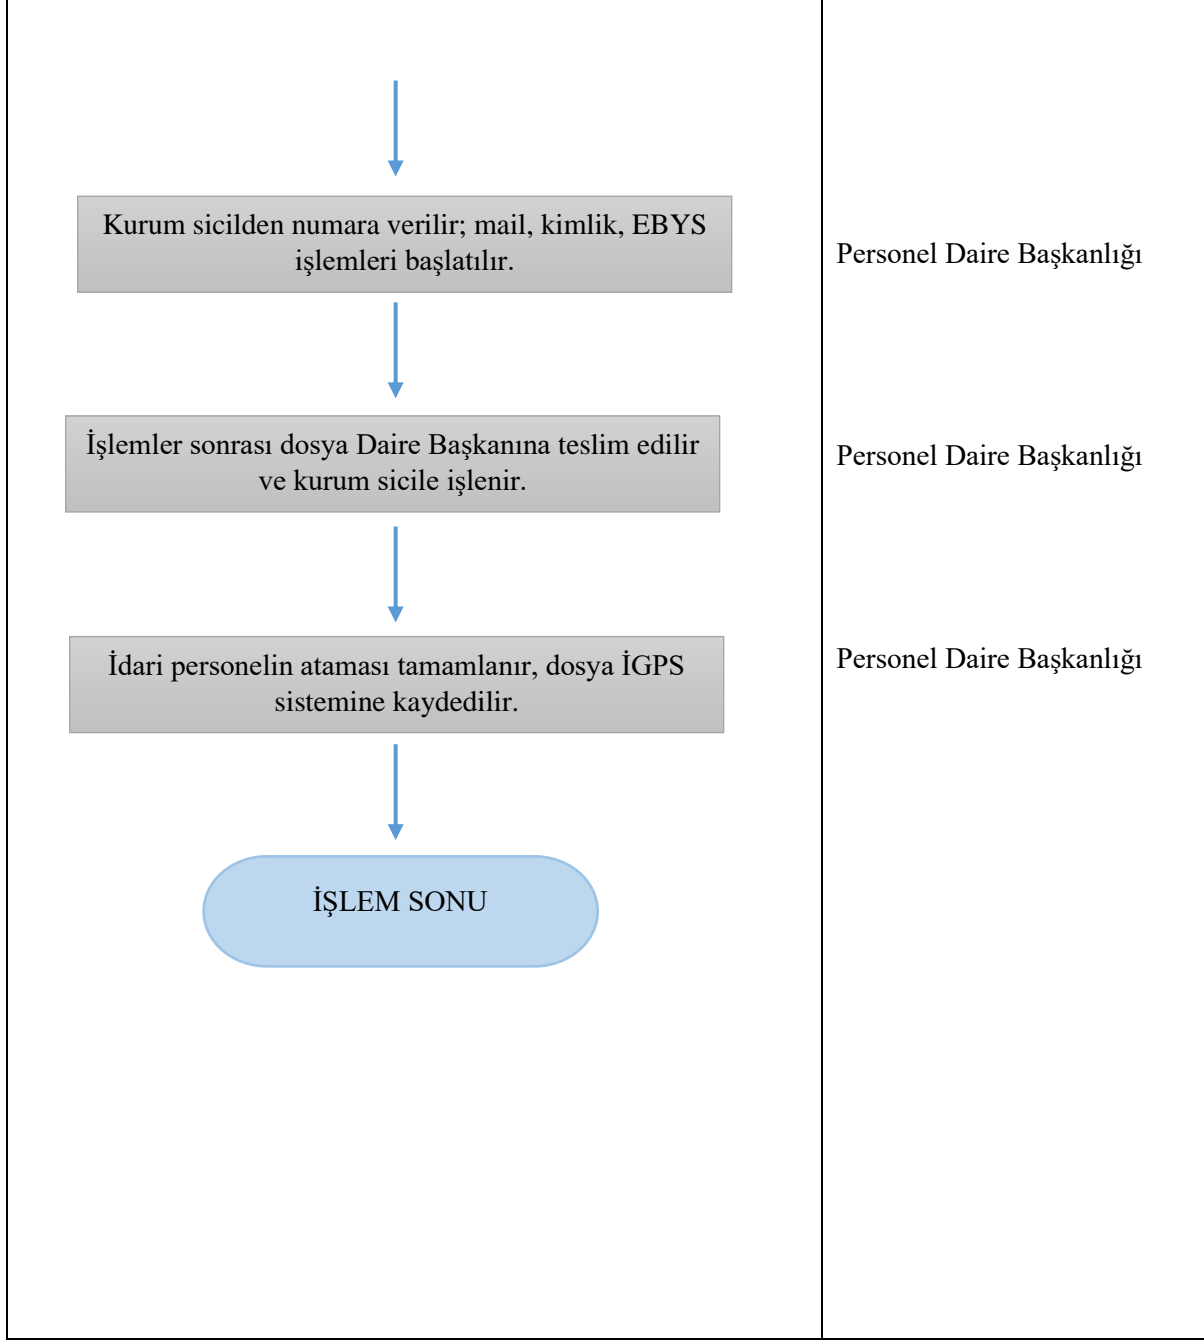 Kurum sicilden numara verilir; mail, kimlik, EBYS
işlemleri başlatılır.
Personel Daire Başkanlığı
İşlemler sonrası dosya Daire Başkanına teslim edilir
ve kurum sicile işlenir.
Personel Daire Başkanlığı
İdari personelin ataması tamamlanır, dosya İGPS
sistemine kaydedilir.
Personel Daire Başkanlığı
İŞLEM SONU